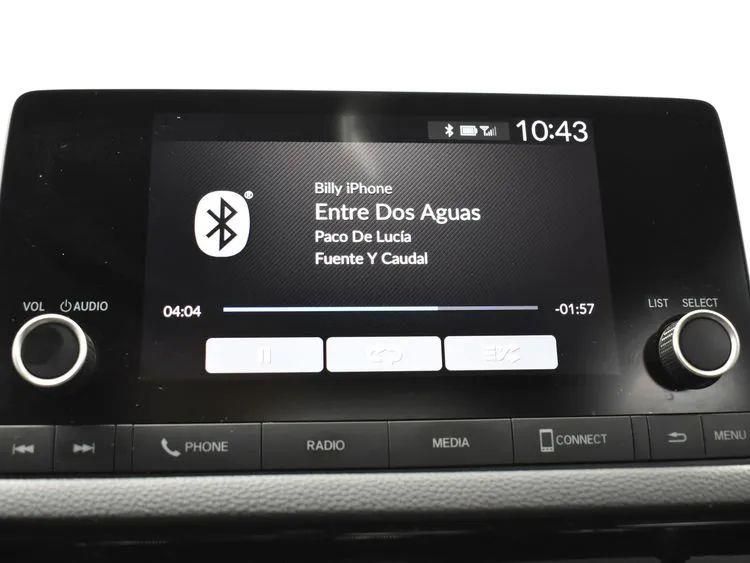 10:43
Billy iPhone
Entre Dos Aguas
Paco De Lucía
Fuente Y Caudal
®
04:04
-01:57
VOL AUDIO
LIST SELECT
PHONE RADIO MEDIA CONNECT MENU